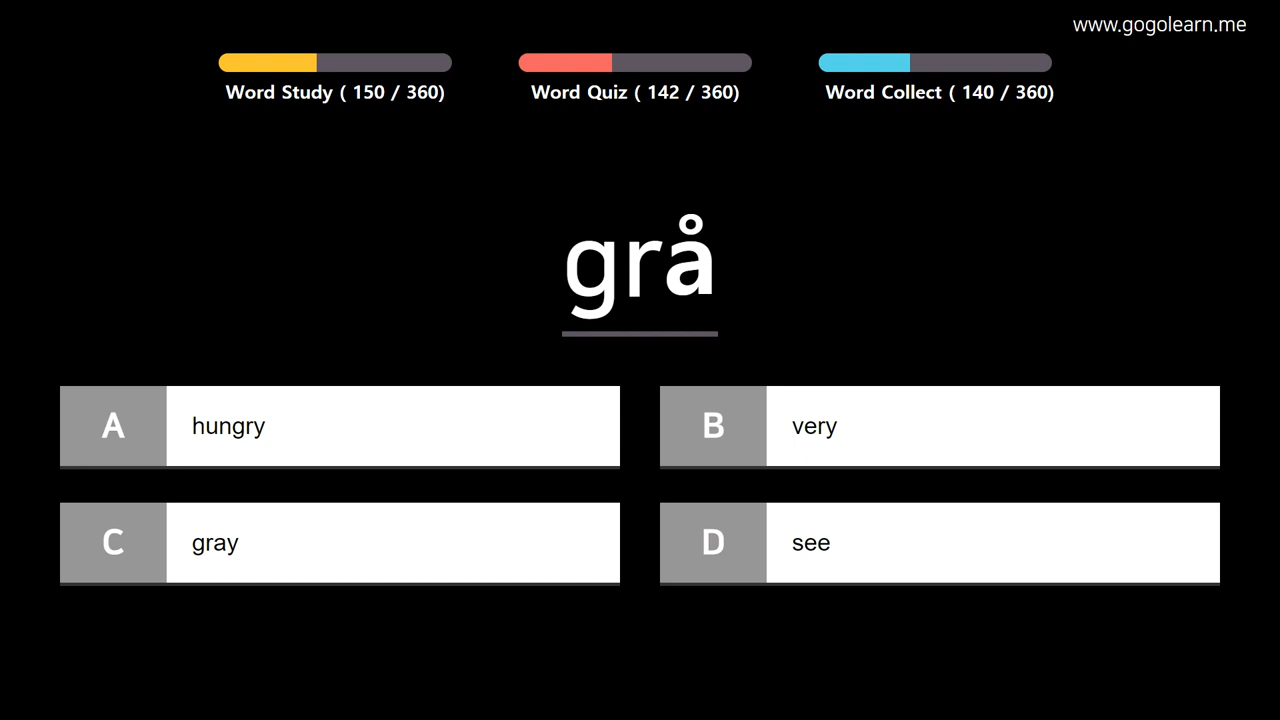 www.gogolearn.me
Word Study ( 150 / 360)
Word Quiz ( 142 / 360)
Word Collect ( 140 / 360)
grå
A hungry
B very
C gray
D see